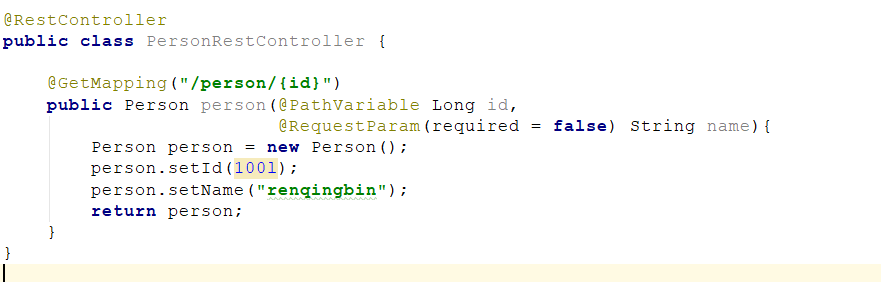 @RestController
public class PersonRestController {
@GetMapping("/person/{id}")
public Person person(@PathVariable Long id,
@RequestParam(required = false) String name){
Person person = new Person();
person.setId(100l);
person.setName("renqingbin");
return person;
}
}